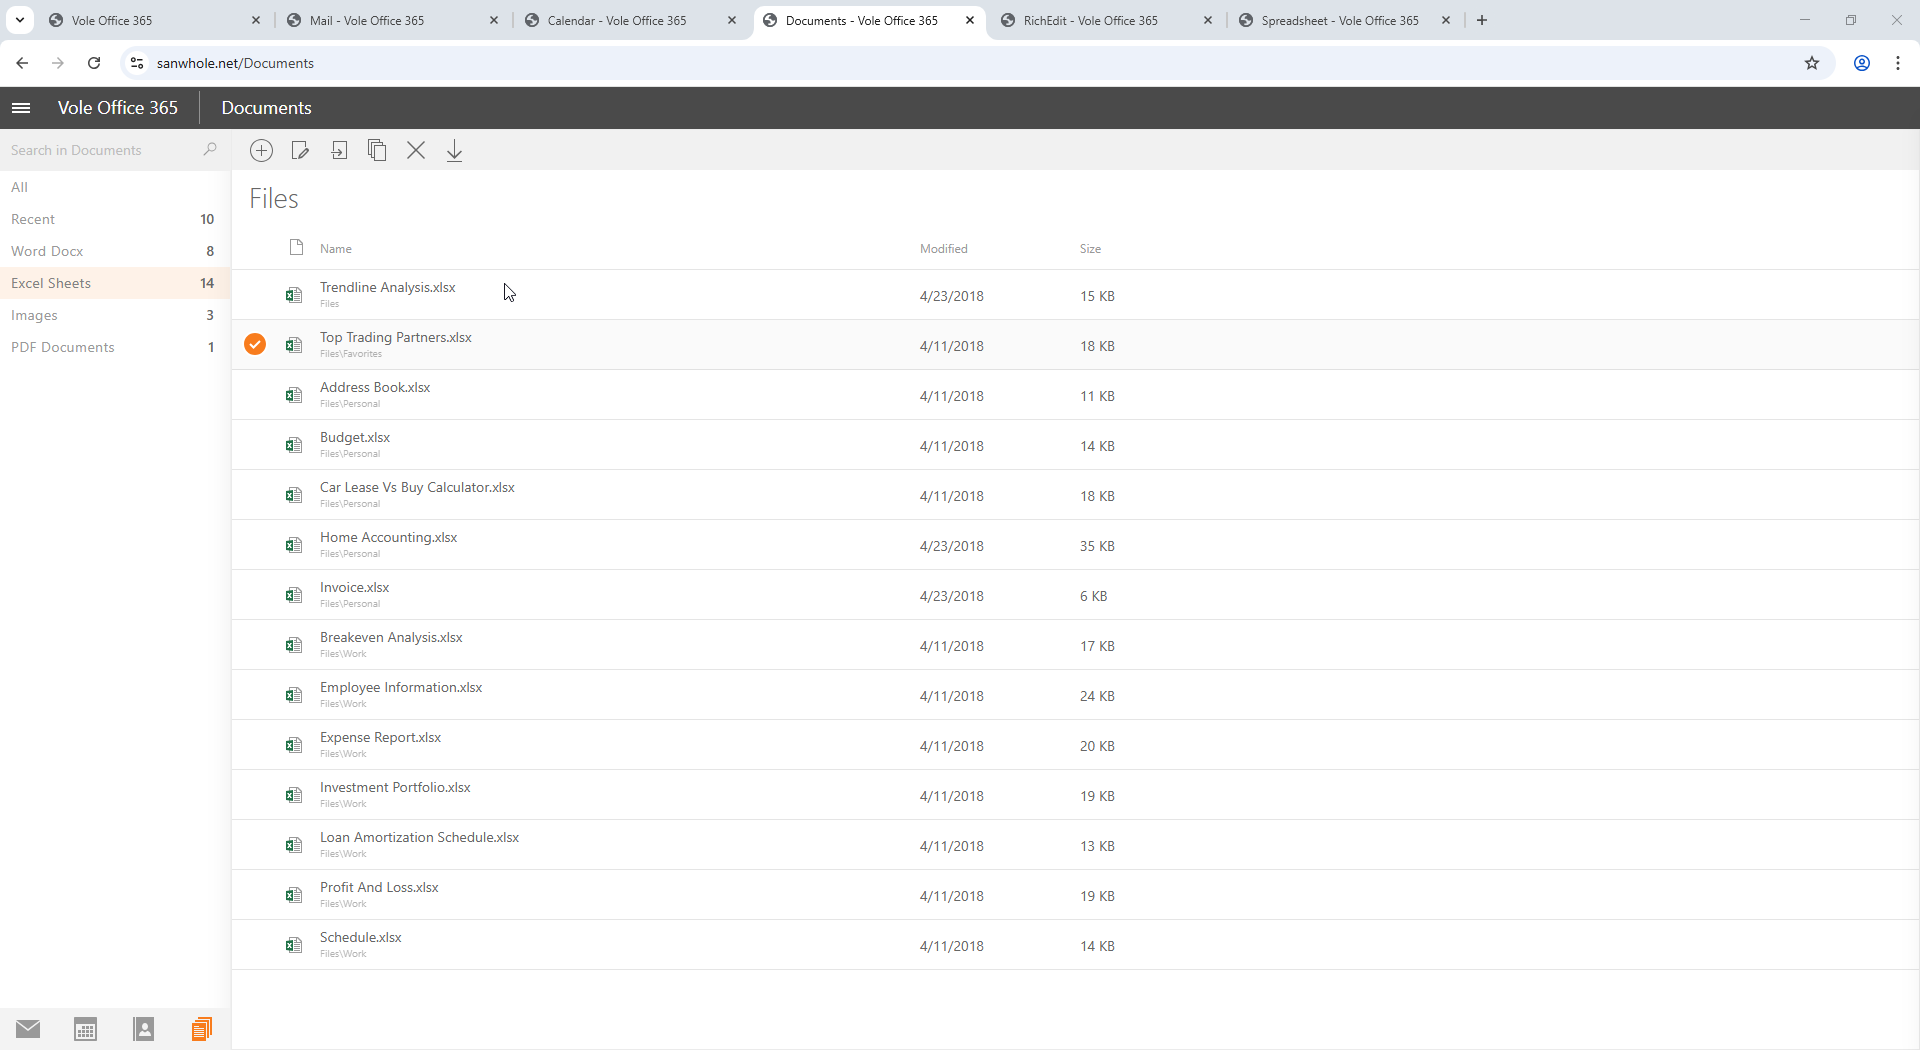 Vole Office 365
Mail - Vole Office 365
Calendar - Vole Office 365
Documents - Vole Office 365
RichEdit - Vole Office 365
Spreadsheet - Vole Office 365
sanwhole.net/Documents
Vole Office 365
Documents
Search in Documents
All
Recent 10
Word Docx 8
Excel Sheets 14
Images 3
PDF Documents 1
Files
Name Modified Size
Trendline Analysis.xlsx 4/23/2018 15 KB
Files
Top Trading Partners.xlsx 4/11/2018 18 KB
Files\Favorites
Address Book.xlsx 4/11/2018 11 KB
Files\Personal
Budget.xlsx 4/11/2018 14 KB
Files\Personal
Car Lease Vs Buy Calculator.xlsx 4/11/2018 18 KB
Files\Personal
Home Accounting.xlsx 4/23/2018 35 KB
Files\Personal
Invoice.xlsx 4/23/2018 6 KB
Files\Personal
Breakeven Analysis.xlsx 4/11/2018 17 KB
Files\Work
Employee Information.xlsx 4/11/2018 24 KB
Files\Work
Expense Report.xlsx 4/11/2018 20 KB
Files\Work
Investment Portfolio.xlsx 4/11/2018 19 KB
Files\Work
Loan Amortization Schedule.xlsx 4/11/2018 13 KB
Files\Work
Profit And Loss.xlsx 4/11/2018 19 KB
Files\Work
Schedule.xlsx 4/11/2018 14 KB
Files\Work